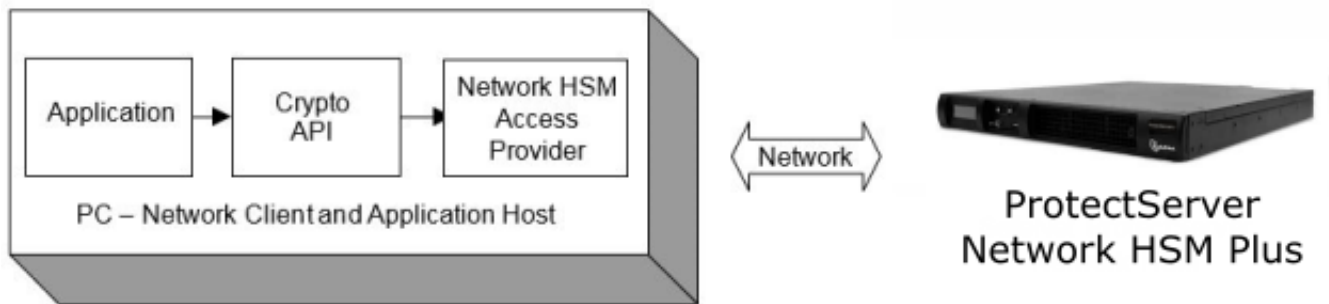 Application
Crypto
API
Network HSM
Access
Provider
PC – Network Client and Application Host
Network
ProtectServer
Network HSM Plus